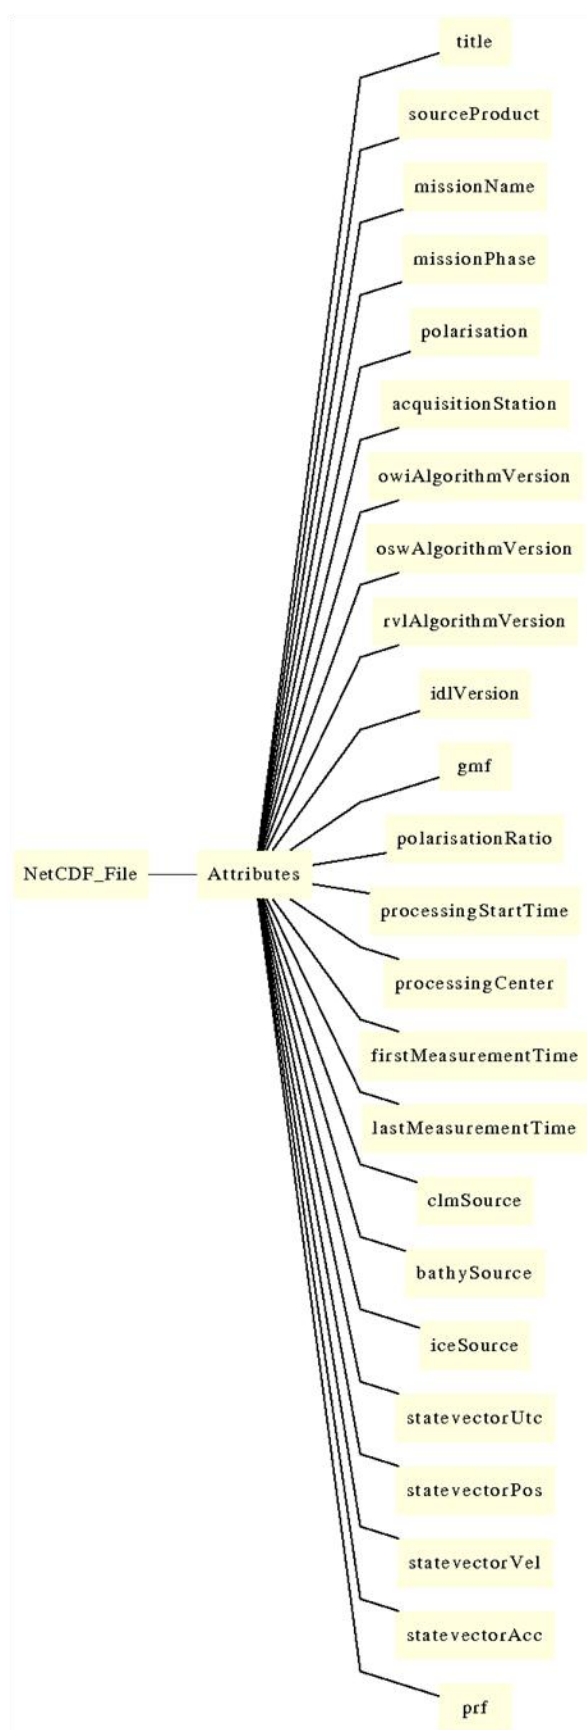 title
sourceProduct
missionName
missionPhase
polarisation
acquisitionStation
owiAlgorithmVersion
oswAlgorithmVersion
rvlAlgorithmVersion
idlVersion
gmf
polarisationRatio
NetCDF_File
Attributes
processingStartTime
processingCenter
firstMeasurementTime
lastMeasurementTime
clmSource
bathySource
iceSource
statevectorUtc
statevectorPos
statevectorVel
statevectorAcc
prf